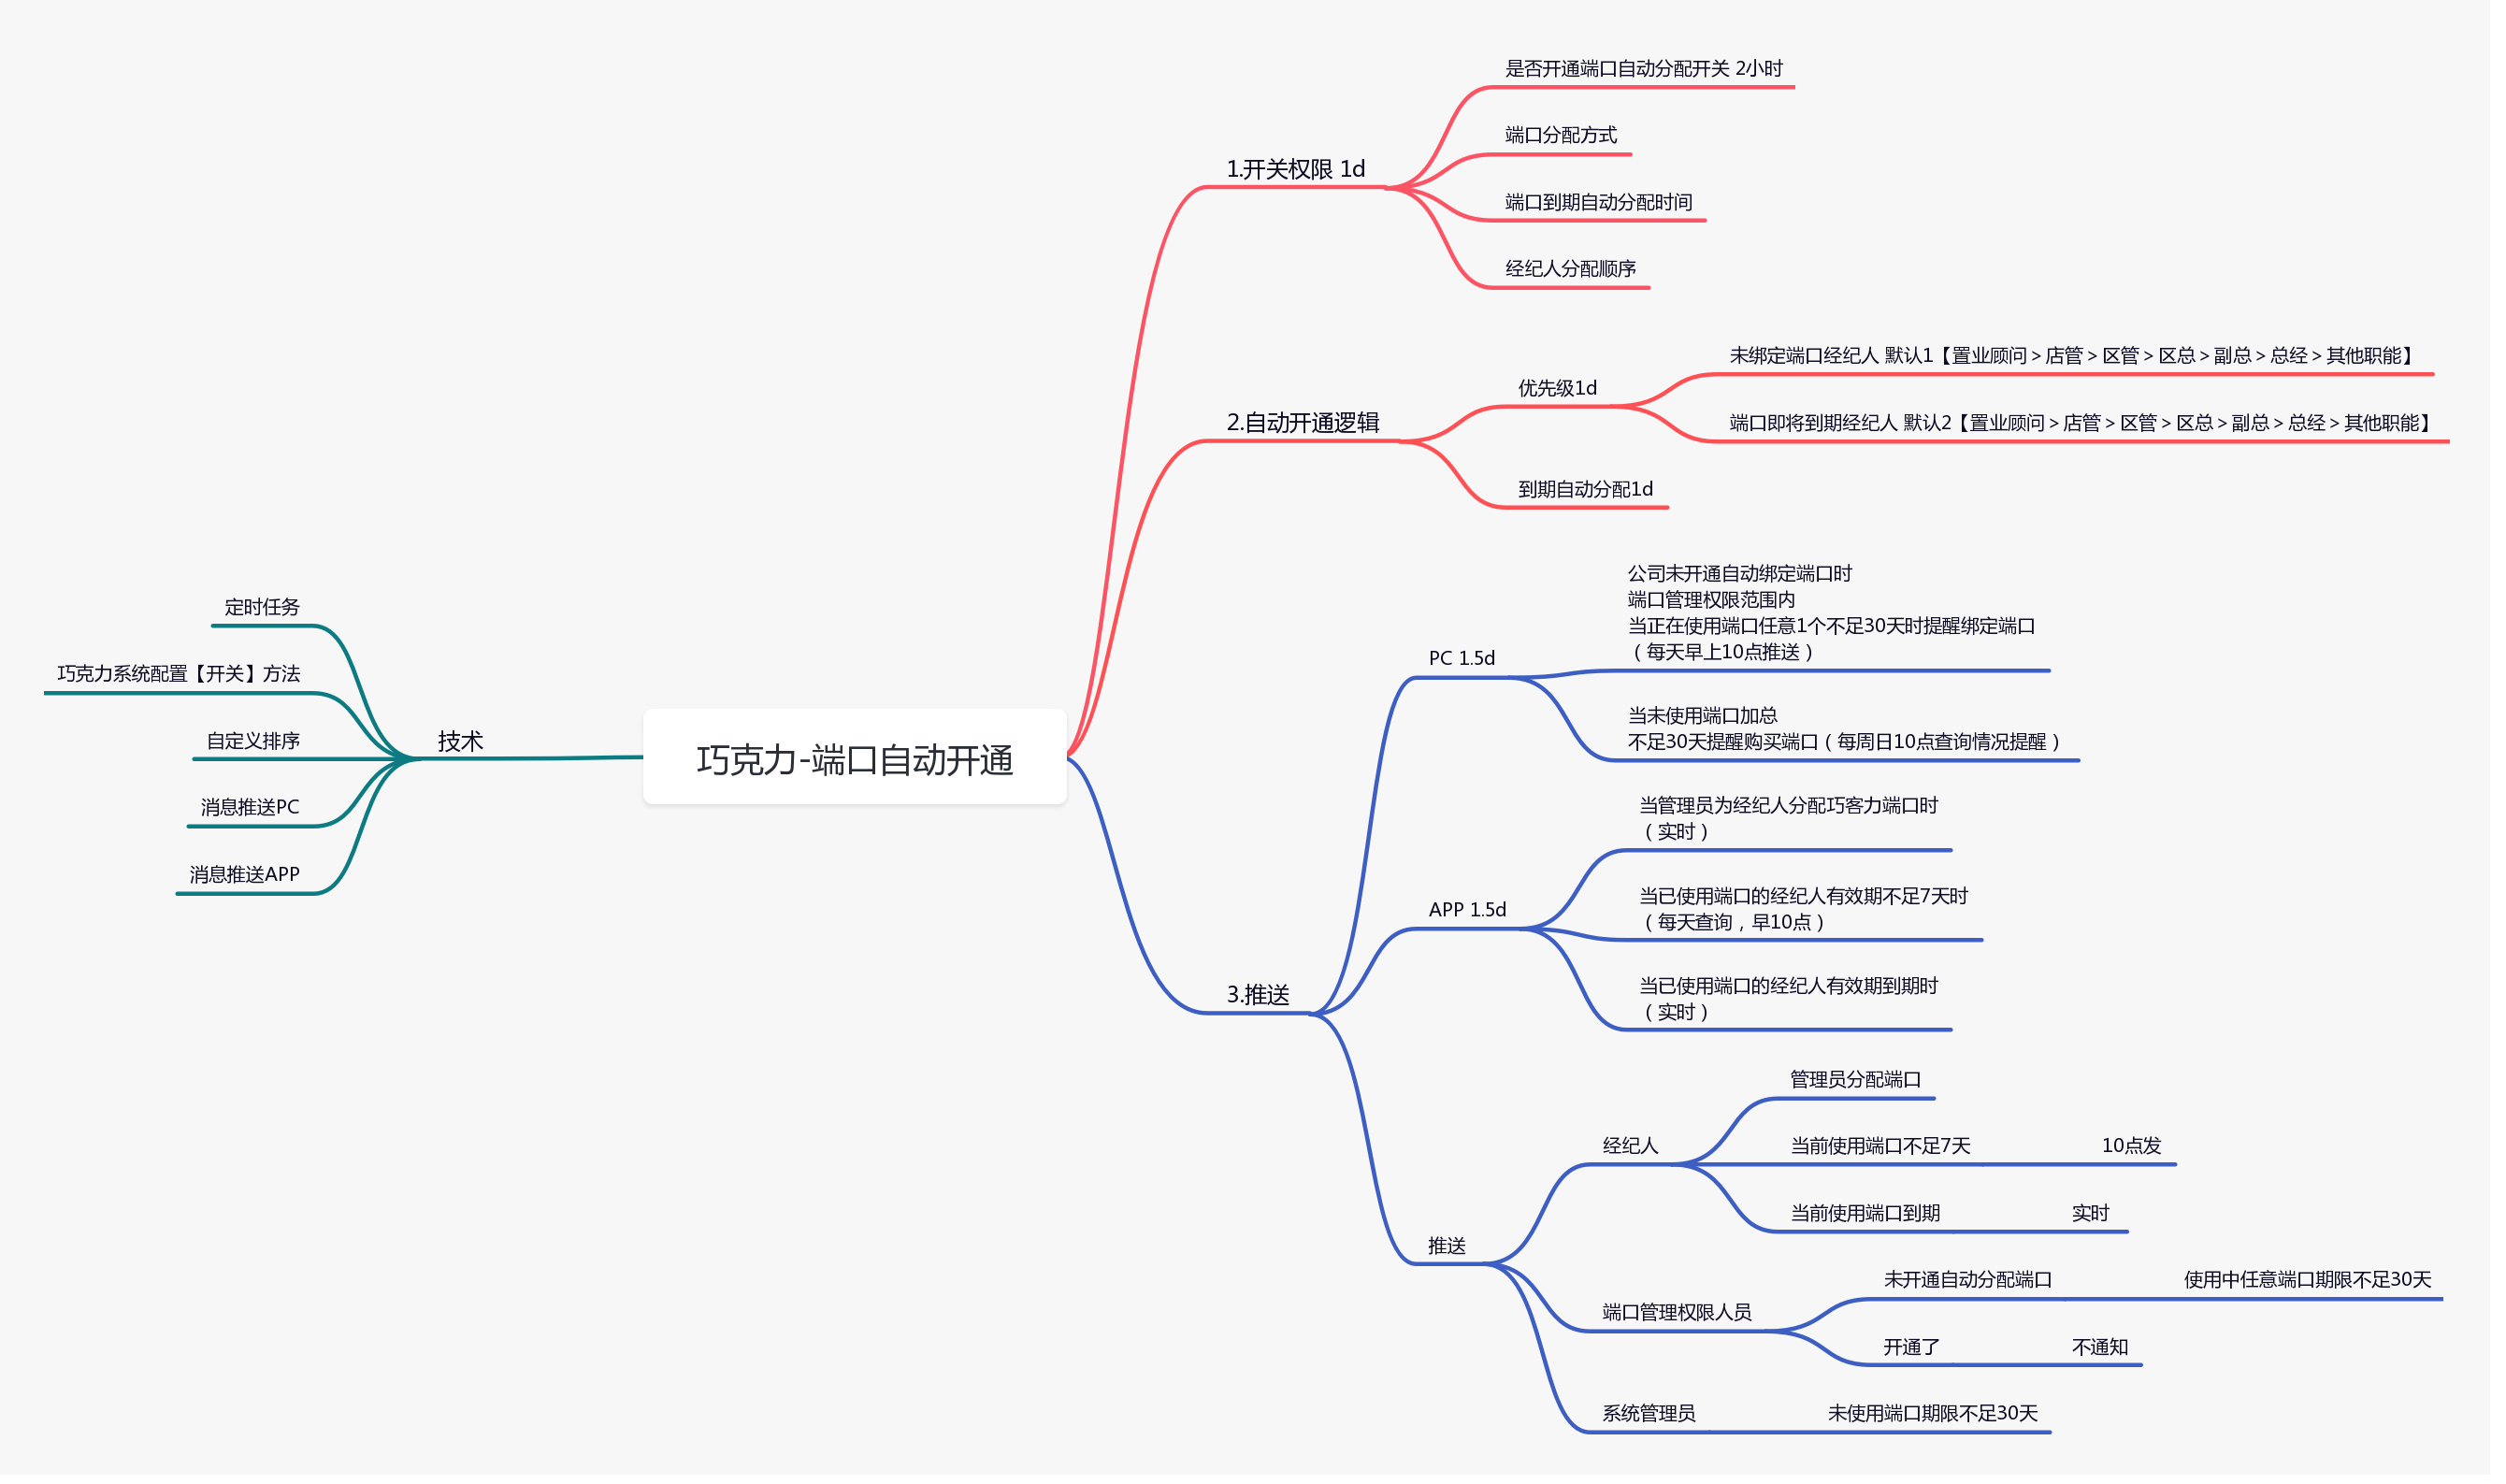 巧克力-端口自动开通
1.开关权限 1d
是否开通端口自动分配开关 2小时
端口分配方式
端口到期自动分配时间
经纪人分配顺序
2.自动开通逻辑
优先级1d
未绑定端口经纪人 默认1【置业顾问＞店管＞区管＞区总＞副总＞总经＞其他职能】
端口即将到期经纪人 默认2【置业顾问＞店管＞区管＞区总＞副总＞总经＞其他职能】
到期自动分配1d
3.推送
PC 1.5d
公司未开通自动绑定端口时
端口管理权限范围内
当正在使用端口任意1个不足30天时提醒绑定端口
（每天早上10点推送）
当未使用端口加总
不足30天提醒购买端口（每周日10点查询情况提醒）
APP 1.5d
当管理员为经纪人分配巧客力端口时
（实时）
当已使用端口的经纪人有效期不足7天时
（每天查询，早10点）
当已使用端口的经纪人有效期到期时
（实时）
推送
经纪人
管理员分配端口
当前使用端口不足7天
10点发
当前使用端口到期
实时
端口管理权限人员
未开通自动分配端口
使用中任意端口期限不足30天
开通了
不通知
系统管理员
未使用端口期限不足30天
技术
定时任务
巧克力系统配置【开关】方法
自定义排序
消息推送PC
消息推送APP